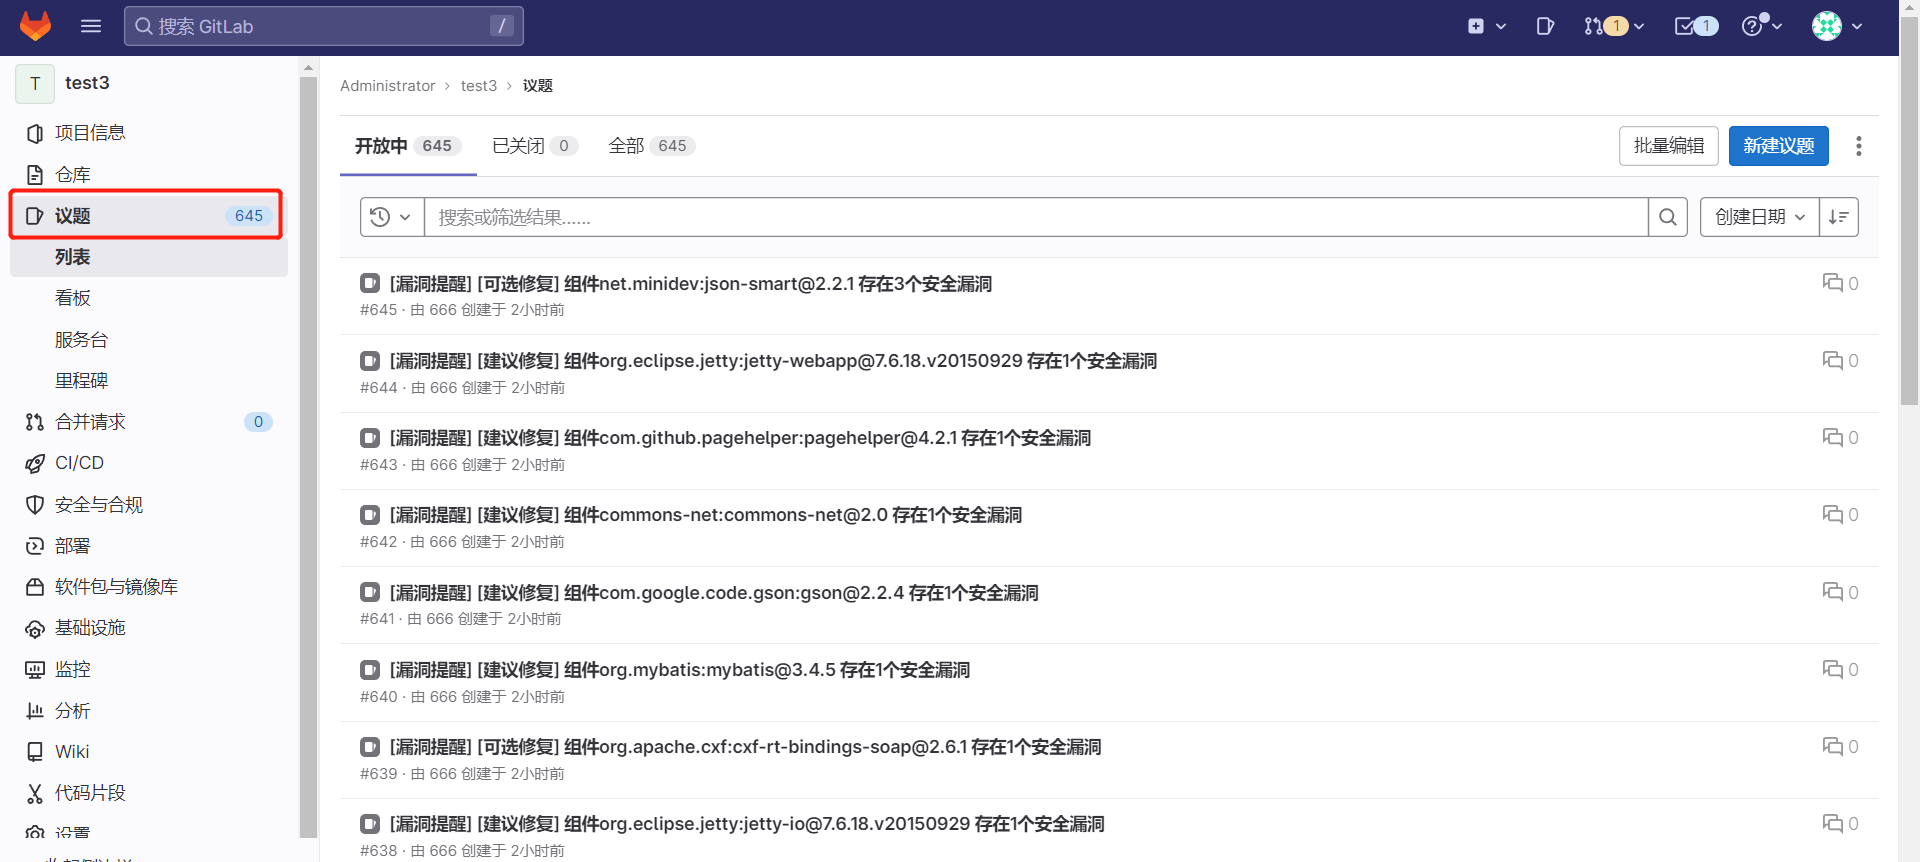 搜索 GitLab
/
1
1
T
test3
项目信息
仓库
议题
645
列表
看板
服务台
里程碑
合并请求
0
CI/CD
安全与合规
部署
软件包与镜像库
基础设施
监控
分析
Wiki
代码片段
设置
Administrator › test3 › 议题
开放中 645
已关闭 0
全部 645
批量编辑
新建议题
搜索或筛选结果......
创建日期
[漏洞提醒] [可选修复] 组件net.minidev:json-smart@2.2.1 存在3个安全漏洞
0
#645 · 由 666 创建于 2小时前
[漏洞提醒] [建议修复] 组件org.eclipse.jetty:jetty-webapp@7.6.18.v20150929 存在1个安全漏洞
0
#644 · 由 666 创建于 2小时前
[漏洞提醒] [建议修复] 组件com.github.pagehelper:pagehelper@4.2.1 存在1个安全漏洞
0
#643 · 由 666 创建于 2小时前
[漏洞提醒] [建议修复] 组件commons-net:commons-net@2.0 存在1个安全漏洞
0
#642 · 由 666 创建于 2小时前
[漏洞提醒] [建议修复] 组件com.google.code.gson:gson@2.2.4 存在1个安全漏洞
0
#641 · 由 666 创建于 2小时前
[漏洞提醒] [建议修复] 组件org.mybatis:mybatis@3.4.5 存在1个安全漏洞
0
#640 · 由 666 创建于 2小时前
[漏洞提醒] [可选修复] 组件org.apache.cxf:cxf-rt-bindings-soap@2.6.1 存在1个安全漏洞
0
#639 · 由 666 创建于 2小时前
[漏洞提醒] [建议修复] 组件org.eclipse.jetty:jetty-io@7.6.18.v20150929 存在1个安全漏洞
0
#638 · 由 666 创建于 2小时前